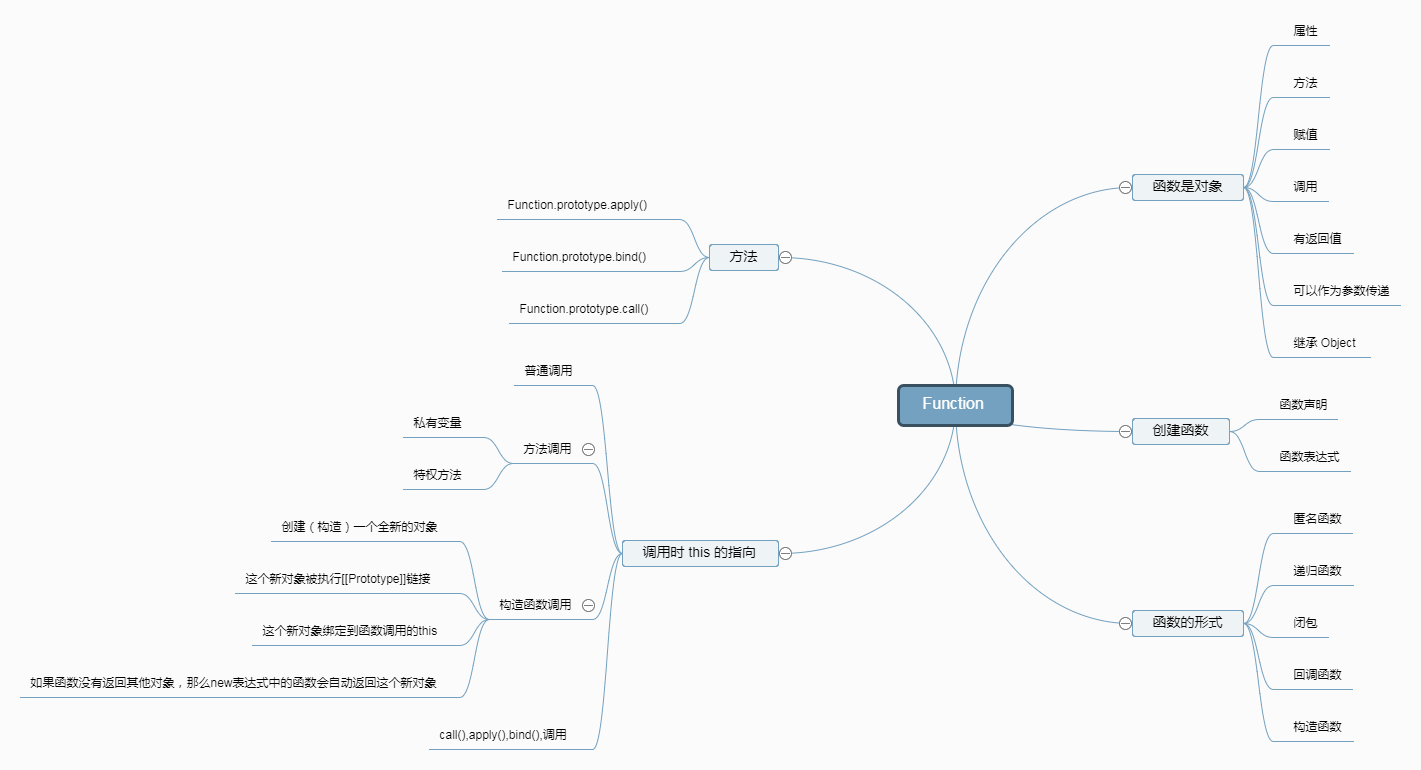 Function
函数是对象
属性
方法
赋值
调用
有返回值
可以作为参数传递
继承 Object
创建函数
函数声明
函数表达式
函数的形式
匿名函数
递归函数
闭包
回调函数
构造函数
方法
Function.prototype.apply()
Function.prototype.bind()
Function.prototype.call()
调用时 this 的指向
普通调用
方法调用
私有变量
特权方法
构造函数调用
创建（构造）一个全新的对象
这个新对象被执行[[Prototype]]链接
这个新对象绑定到函数调用的this
如果函数没有返回其他对象，那么new表达式中的函数会自动返回这个新对象
call(),apply(),bind(),调用